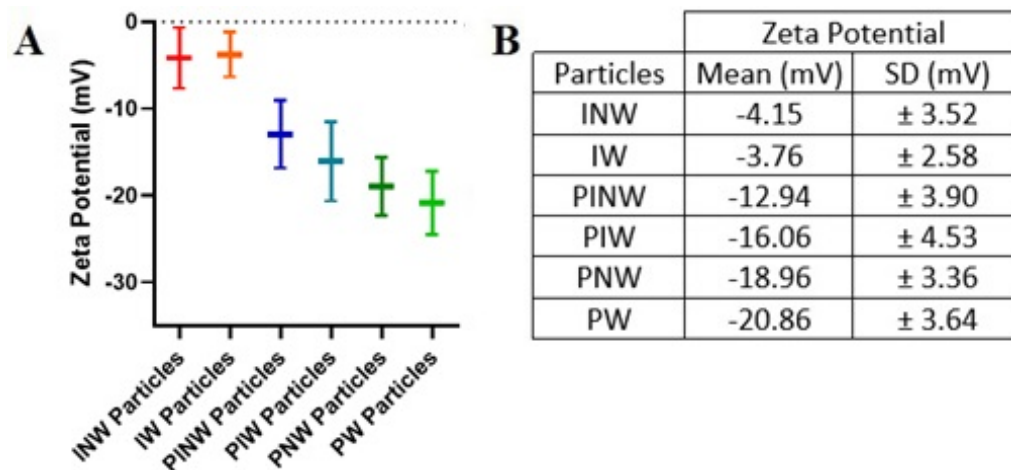 A
Zeta Potential (mV)
0
-10
-20
-30
INW Particles
IW Particles
PINW Particles
PIW Particles
PNW Particles
PW Particles
B
Zeta Potential
Particles Mean (mV) SD (mV)
INW -4.15 ± 3.52
IW -3.76 ± 2.58
PINW -12.94 ± 3.90
PIW -16.06 ± 4.53
PNW -18.96 ± 3.36
PW -20.86 ± 3.64